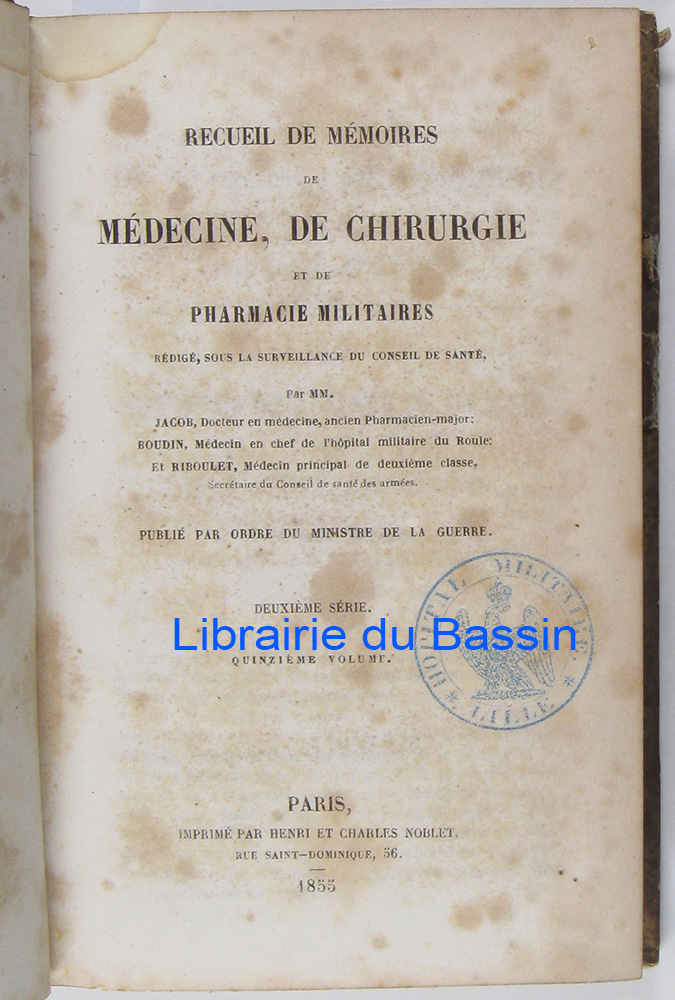 RECUEIL DE MÉMOIRES
DE
MÉDECINE, DE CHIRURGIE
ET DE
PHARMACIE MILITAIRES
RÉDIGÉ, SOUS LA SURVEILLANCE DU CONSEIL DE SANTÉ,
Par MM.
JACOB, Docteur en médecine, ancien Pharmacien-major;
BOUDIN, Médecin en chef de l'hôpital militaire du Roule;
Et RIBOULET, Médecin principal de deuxième classe,
Secrétaire du Conseil de santé des armées.
PUBLIÉ PAR ORDRE DU MINISTRE DE LA GUERRE.
DEUXIÈME SÉRIE.
Librairie du Bassin
QUINZIÈME VOLUME.
HOPITAL MILITAIRE
* LILLE *
PARIS,
IMPRIMÉ PAR HENRI ET CHARLES NOBLET,
RUE SAINT-DOMINIQUE, 56.
1855